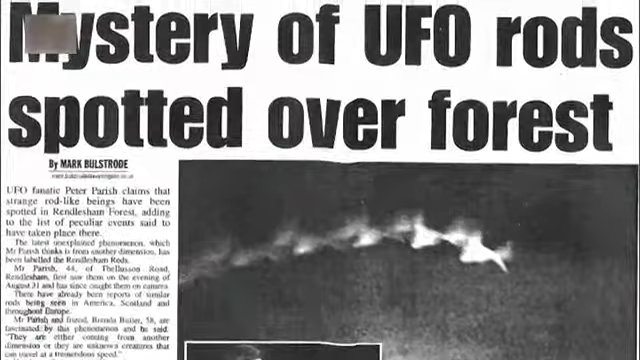 Mystery of UFO rods
spotted over forest
By MARK BULSTRODE
UFO fanatic Peter Parish claims that
strange rod-like beings have been
spotted in Rendlesham Forest, adding
to the list of peculiar events said to
have taken place there.
The latest unexplained phenomenon, which
Mr Parish thinks is from another dimension, has
been labelled the Rendlesham Rods.
Mr Parish, 44, of Thellusson Road,
Rendlesham, first saw them on the evening of
August 31 and has since caught them on camera.
There have already been reports of similar
rods being seen in America, Scotland and
throughout Europe.
Mr Parish and friend, Brenda Butler, 58, are
fascinated by this phenomenon and he said:
"They are either coming from another
dimension or they are unknown creatures that
can travel at a tremendous speed."